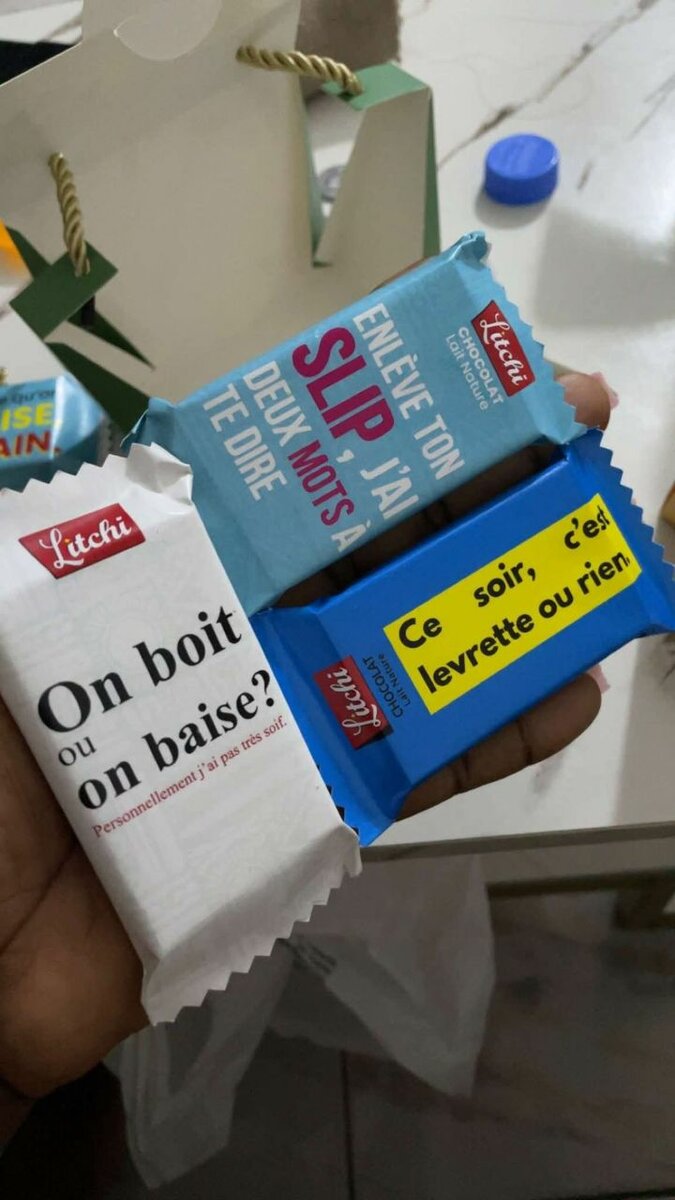 Litchi
CHOCOLAT
Lait Nature
ENLÈVE TON
SLIP, J'AI
DEUX MOTS À
TE DIRE
Litchi
On boit
ou
on baise?
Personnellement j'ai pas très soif.
Ce soir, c'est
levrette ou rien.
Litchi
CHOCOLAT
Lait Nature
AIN.